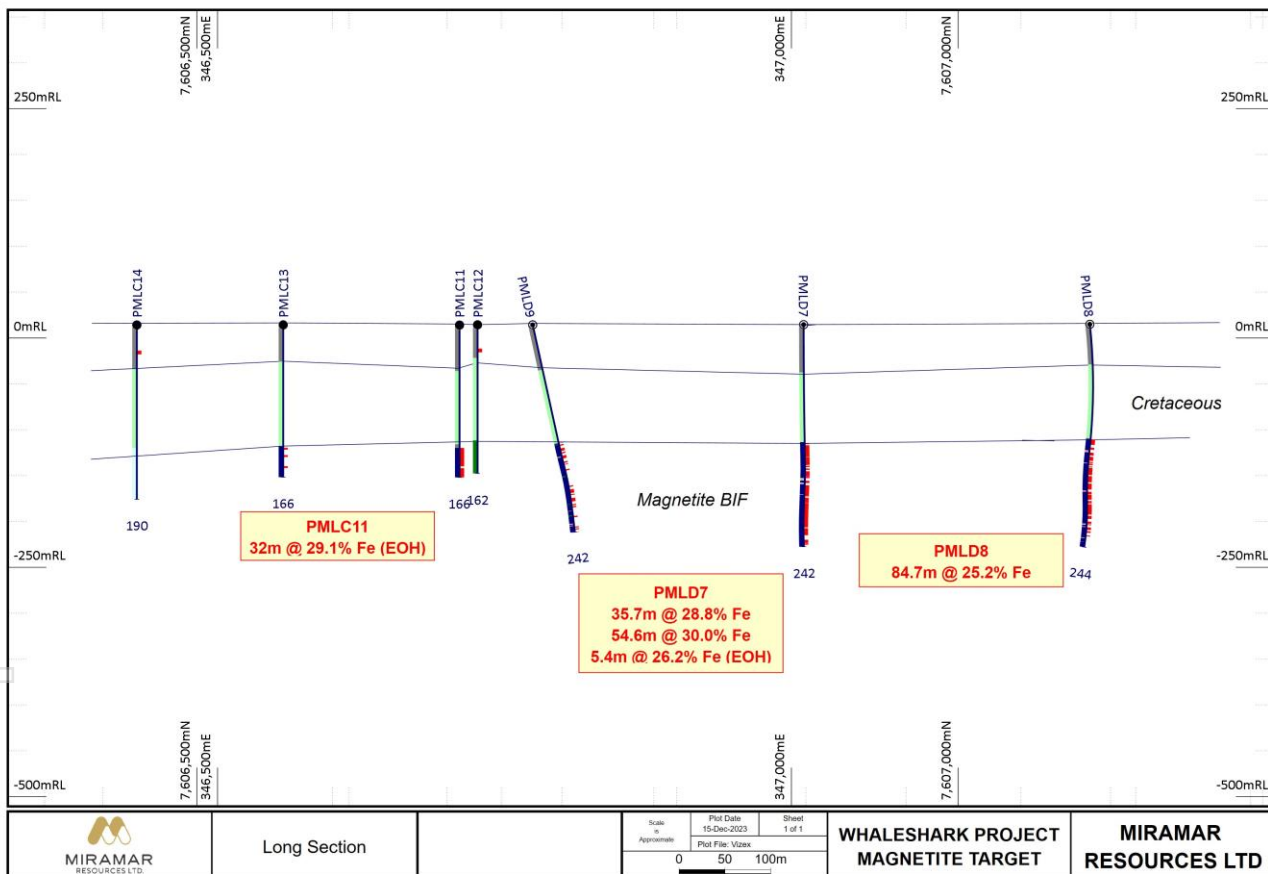 7,606,500mN
346,500mE
347,000mE
7,607,000mN
250mRL
250mRL
PMLC14
PMLC13
PMLC11
PMLC12
PMLD9
PMLD7
PMLD8
0mRL
0mRL
Cretaceous
Magnetite BIF
190
166
166
162
242
242
244
PMLC11
32m @ 29.1% Fe (EOH)
PMLD8
84.7m @ 25.2% Fe
-250mRL
-250mRL
PMLD7
35.7m @ 28.8% Fe
54.6m @ 30.0% Fe
5.4m @ 26.2% Fe (EOH)
7,606,500mN
346,500mE
347,000mE
7,607,000mN
-500mRL
-500mRL
MIRAMAR
RESOURCES LTD.
Long Section
Scale
is
Approximate
Plot Date
15-Dec-2023
Sheet
1 of 1
Plot File: Vizex
0 50 100m
WHALESHARK PROJECT
MAGNETITE TARGET
MIRAMAR
RESOURCES LTD